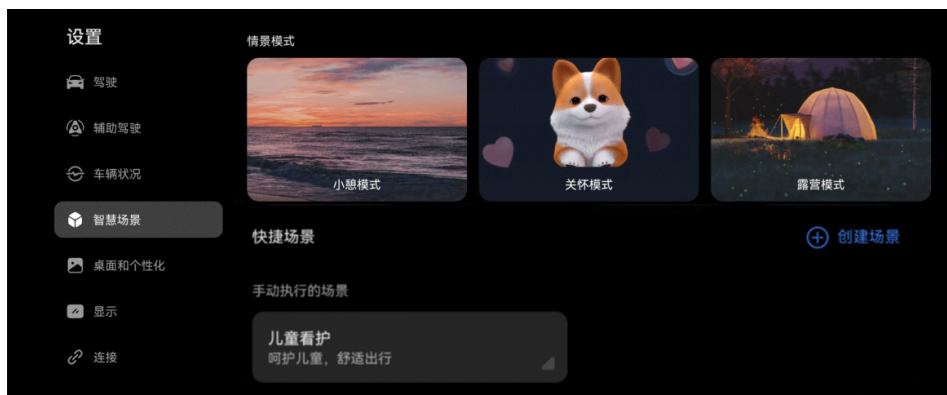 设置
驾驶
辅助驾驶
车辆状况
智慧场景
桌面和个性化
显示
连接
情景模式
小憩模式
关怀模式
露营模式
快捷场景
创建场景
手动执行的场景
儿童看护
呵护儿童，舒适出行